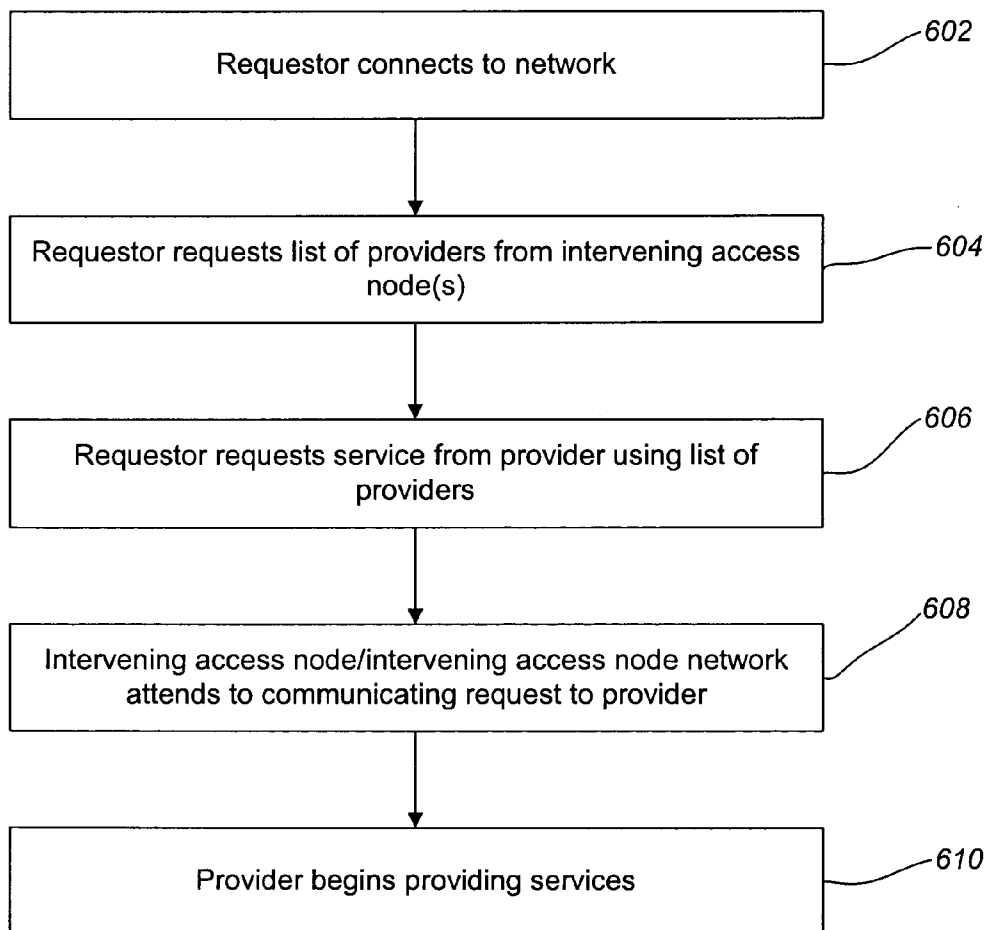 602
Requestor connects to network
Requestor requests list of providers from intervening access
node(s)
604
Requestor requests service from provider using list of
providers
606
Intervening access node/intervening access node network
attends to communicating request to provider
608
Provider begins providing services
610